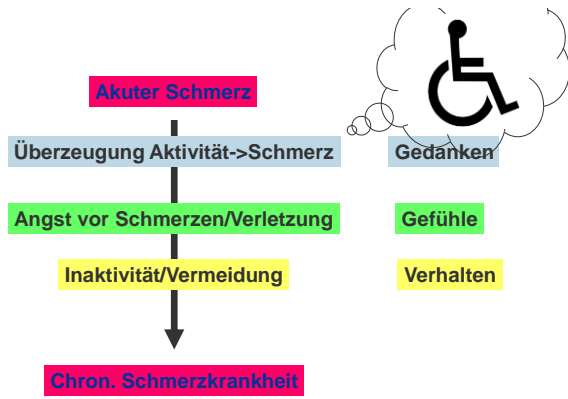 Akuter Schmerz
Überzeugung Aktivität->Schmerz Gedanken
Angst vor Schmerzen/Verletzung Gefühle
Inaktivität/Vermeidung Verhalten
Chron. Schmerzkrankheit